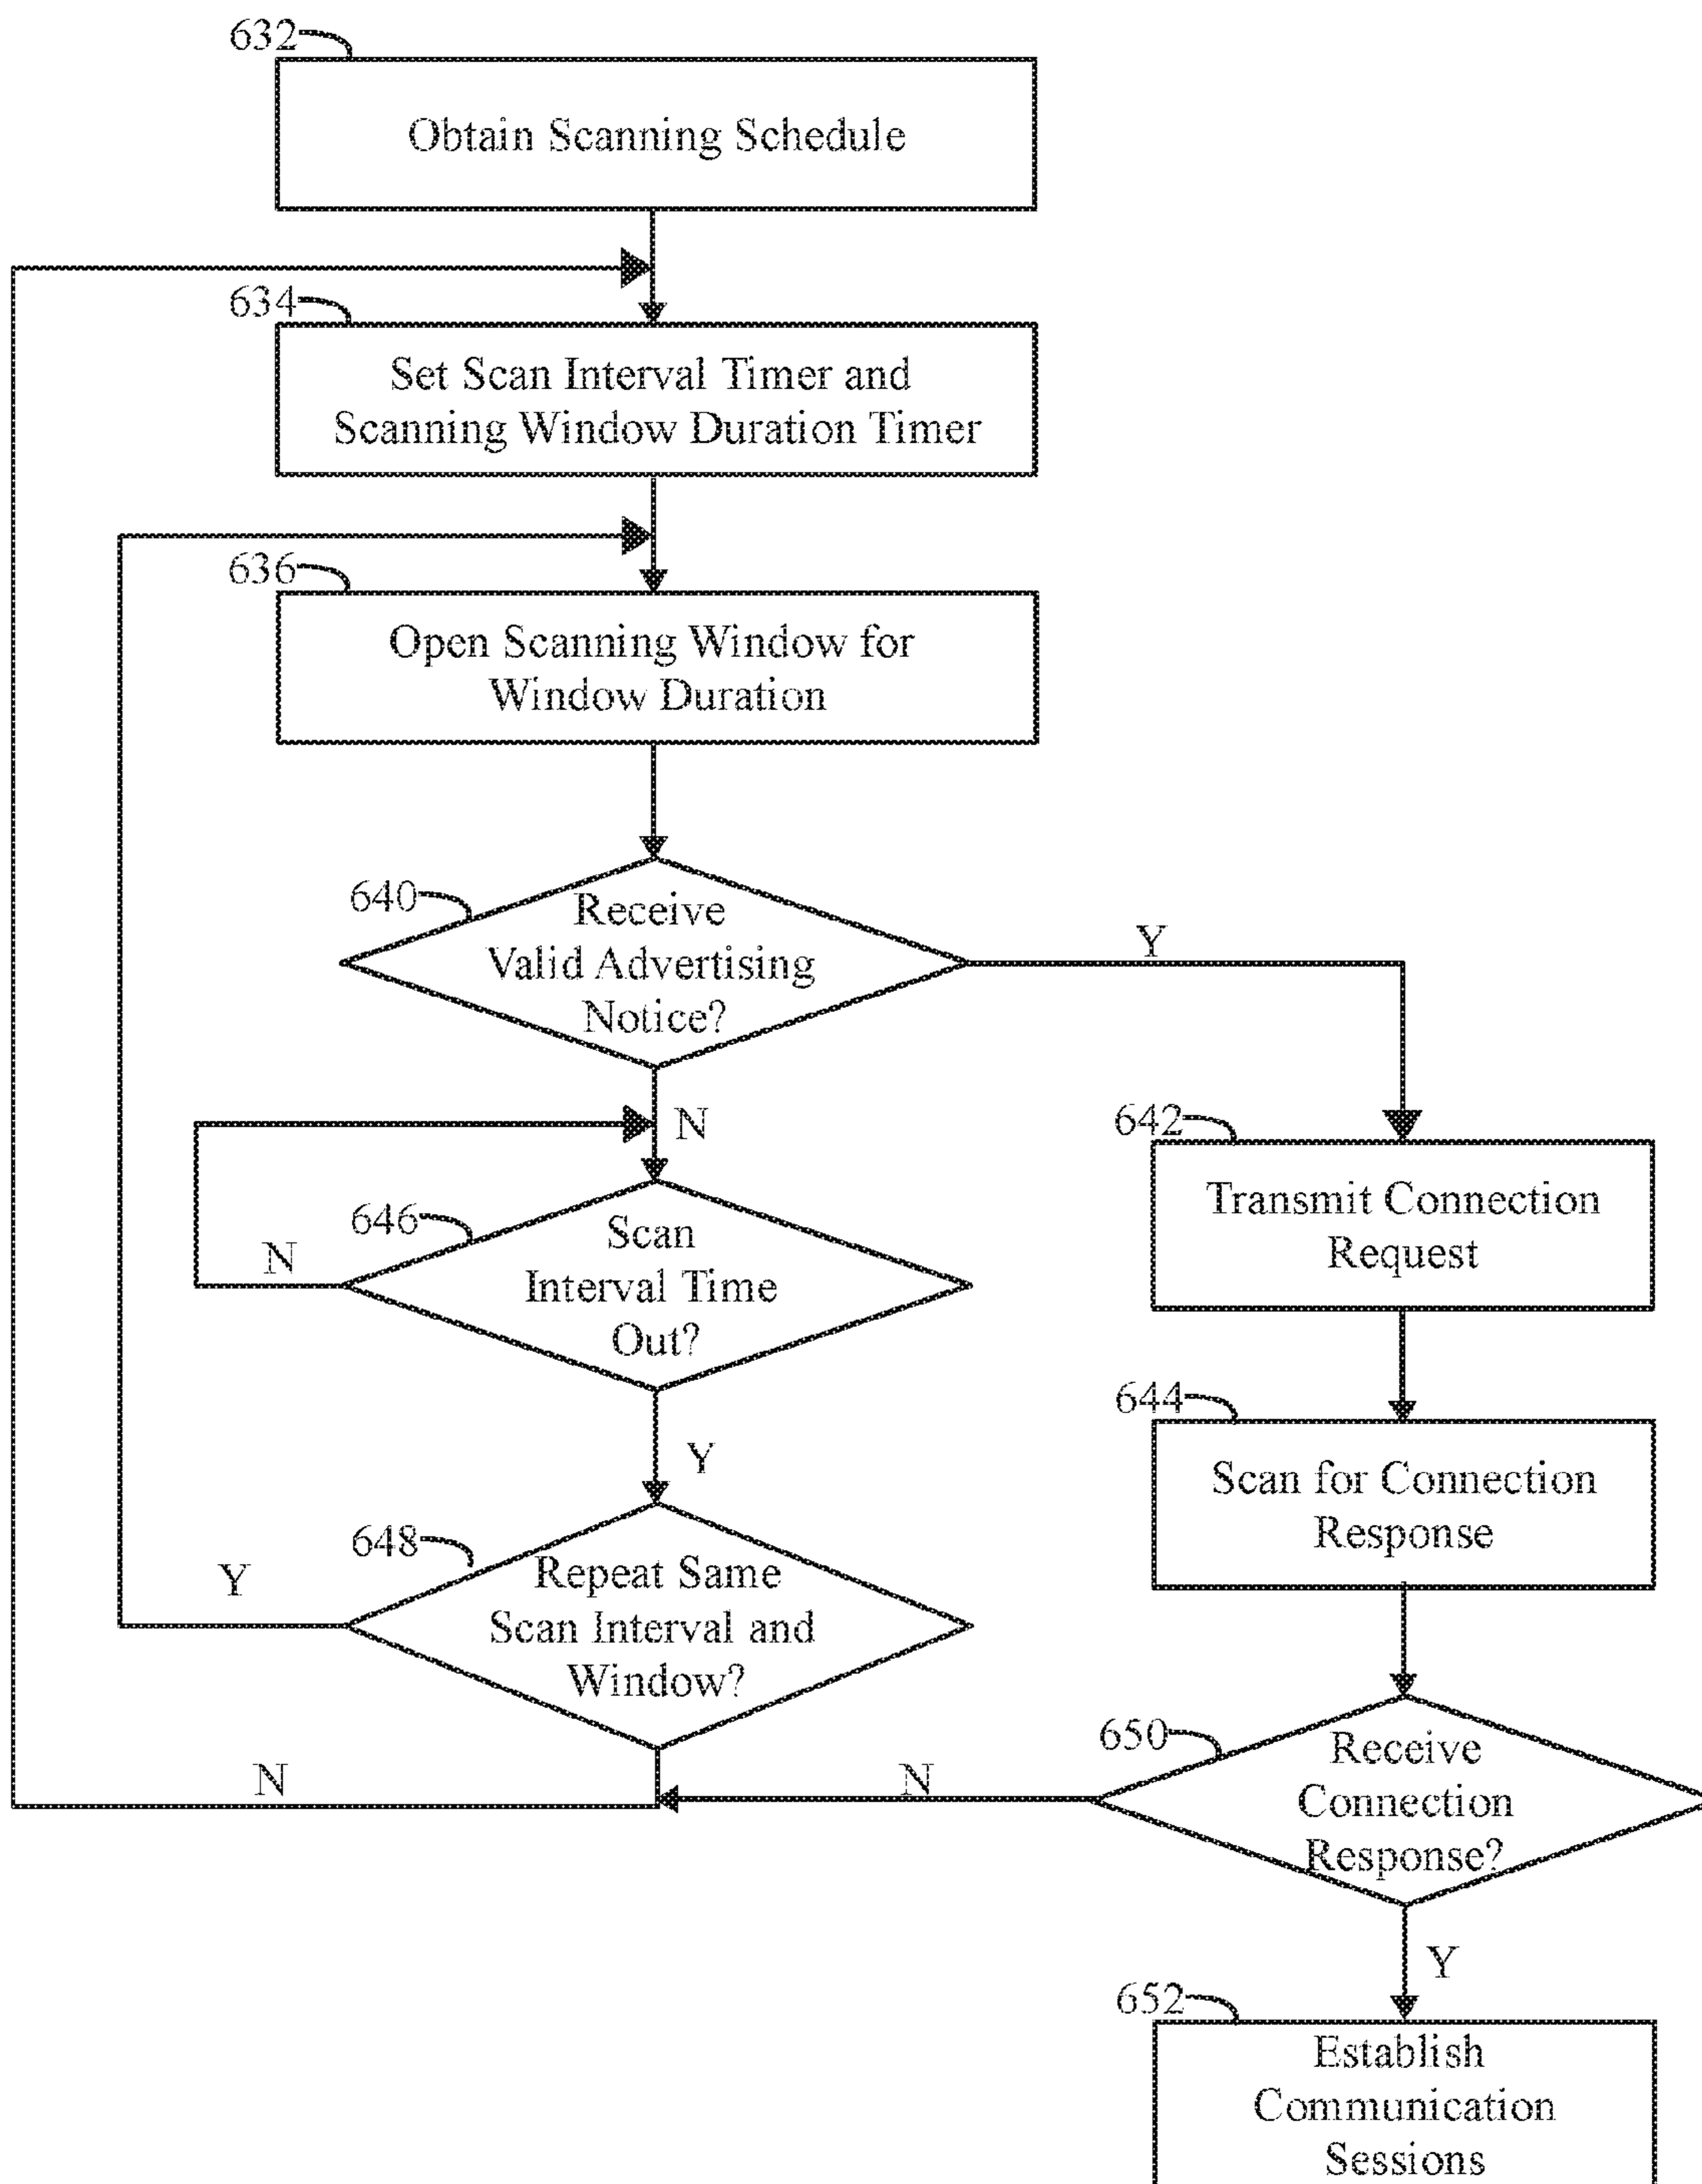 632
Obtain Scanning Schedule
634
Set Scan Interval Timer and
Scanning Window Duration Timer
636
Open Scanning Window for
Window Duration
640
Receive
Valid Advertising
Notice?
Y
N
642
Transmit Connection
Request
646
Scan
Interval Time
Out?
N
Y
644
Scan for Connection
Response
648
Repeat Same
Scan Interval and
Window?
Y
N
650
Receive
Connection
Response?
N
Y
652
Establish
Communication
Sessions